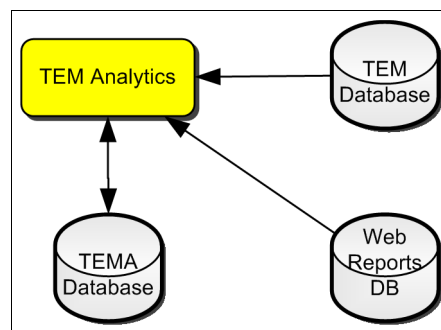 TEM Analytics
TEM
Database
TEMA
Database
Web
Reports
DB